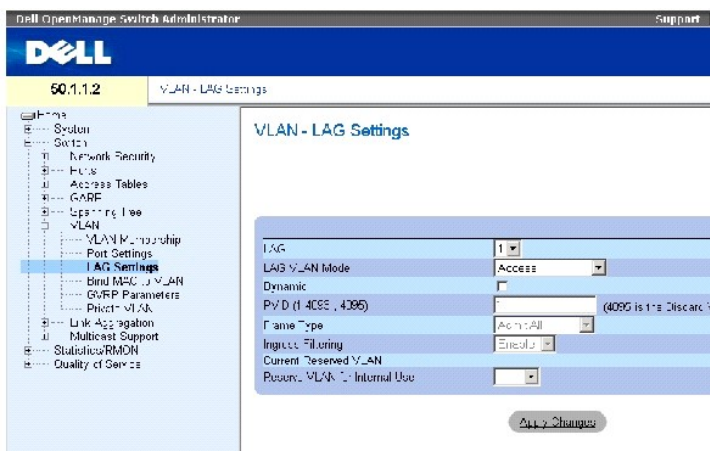 Dell OpenManage Switch Administrator
Support
DELL
50.1.1.2
VLAN - LAG Settings
Home
System
Switch
Network Security
Ports
Address Tables
GARP
Spanning Tree
VLAN
VLAN Membership
Port Settings
LAG Settings
Bind MAC to VLAN
GVRP Parameters
Private VLAN
Link Aggregation
Multicast Support
Statistics/RMON
Quality of Service
VLAN - LAG Settings
LAG
1
LAG VLAN Mode
Access
Dynamic
PVID (1-4093 , 4095)
(4095 is the Discard
Frame Type
AdmitAll
Ingress Filtering
Enable
Current Reserved VLAN
Reserve VLAN for Internal Use
Apply Changes